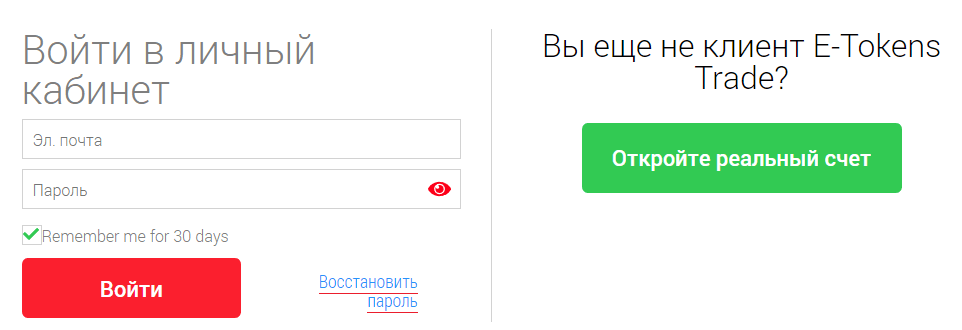 Войти в личный
кабинет
Эл. почта
Пароль
Remember me for 30 days
Войти
Восстановить
пароль
Вы еще не клиент E-Tokens
Trade?
Откройте реальный счет